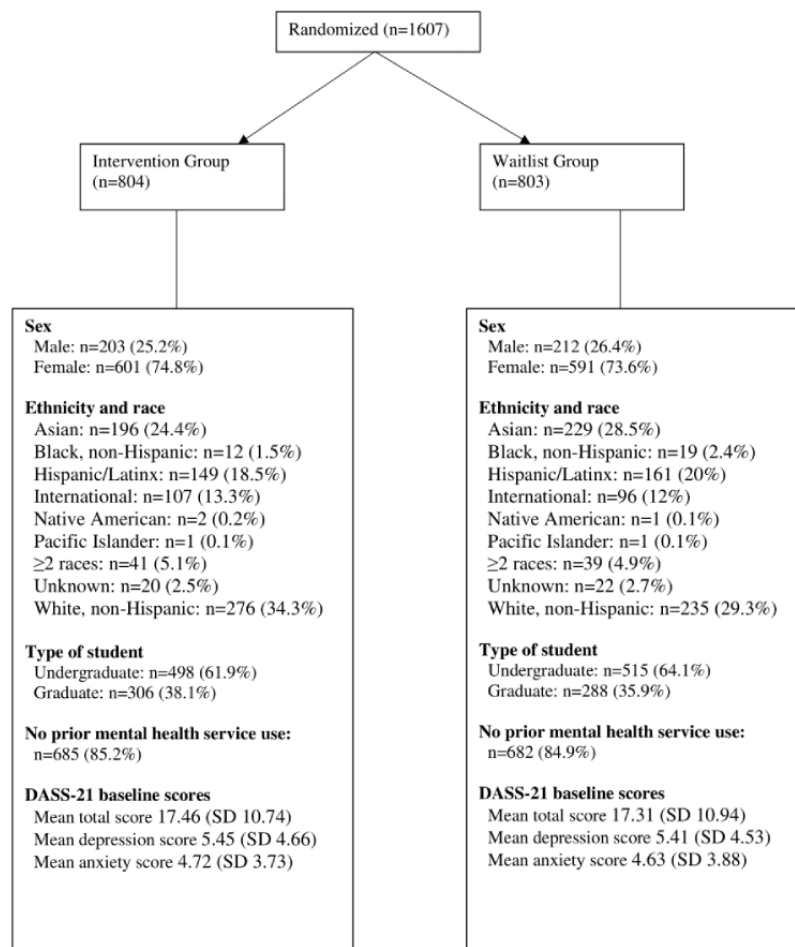 Randomized (n=1607)
Intervention Group
(n=804)
Waitlist Group
(n=803)
Sex
Male: n=203 (25.2%)
Female: n=601 (74.8%)
Ethnicity and race
Asian: n=196 (24.4%)
Black, non-Hispanic: n=12 (1.5%)
Hispanic/Latinx: n=149 (18.5%)
International: n=107 (13.3%)
Native American: n=2 (0.2%)
Pacific Islander: n=1 (0.1%)
≥2 races: n=41 (5.1%)
Unknown: n=20 (2.5%)
White, non-Hispanic: n=276 (34.3%)
Type of student
Undergraduate: n=498 (61.9%)
Graduate: n=306 (38.1%)
No prior mental health service use:
n=685 (85.2%)
DASS-21 baseline scores
Mean total score 17.46 (SD 10.74)
Mean depression score 5.45 (SD 4.66)
Mean anxiety score 4.72 (SD 3.73)
Sex
Male: n=212 (26.4%)
Female: n=591 (73.6%)
Ethnicity and race
Asian: n=229 (28.5%)
Black, non-Hispanic: n=19 (2.4%)
Hispanic/Latinx: n=161 (20%)
International: n=96 (12%)
Native American: n=1 (0.1%)
Pacific Islander: n=1 (0.1%)
≥2 races: n=39 (4.9%)
Unknown: n=22 (2.7%)
White, non-Hispanic: n=235 (29.3%)
Type of student
Undergraduate: n=515 (64.1%)
Graduate: n=288 (35.9%)
No prior mental health service use:
n=682 (84.9%)
DASS-21 baseline scores
Mean total score 17.31 (SD 10.94)
Mean depression score 5.41 (SD 4.53)
Mean anxiety score 4.63 (SD 3.88)